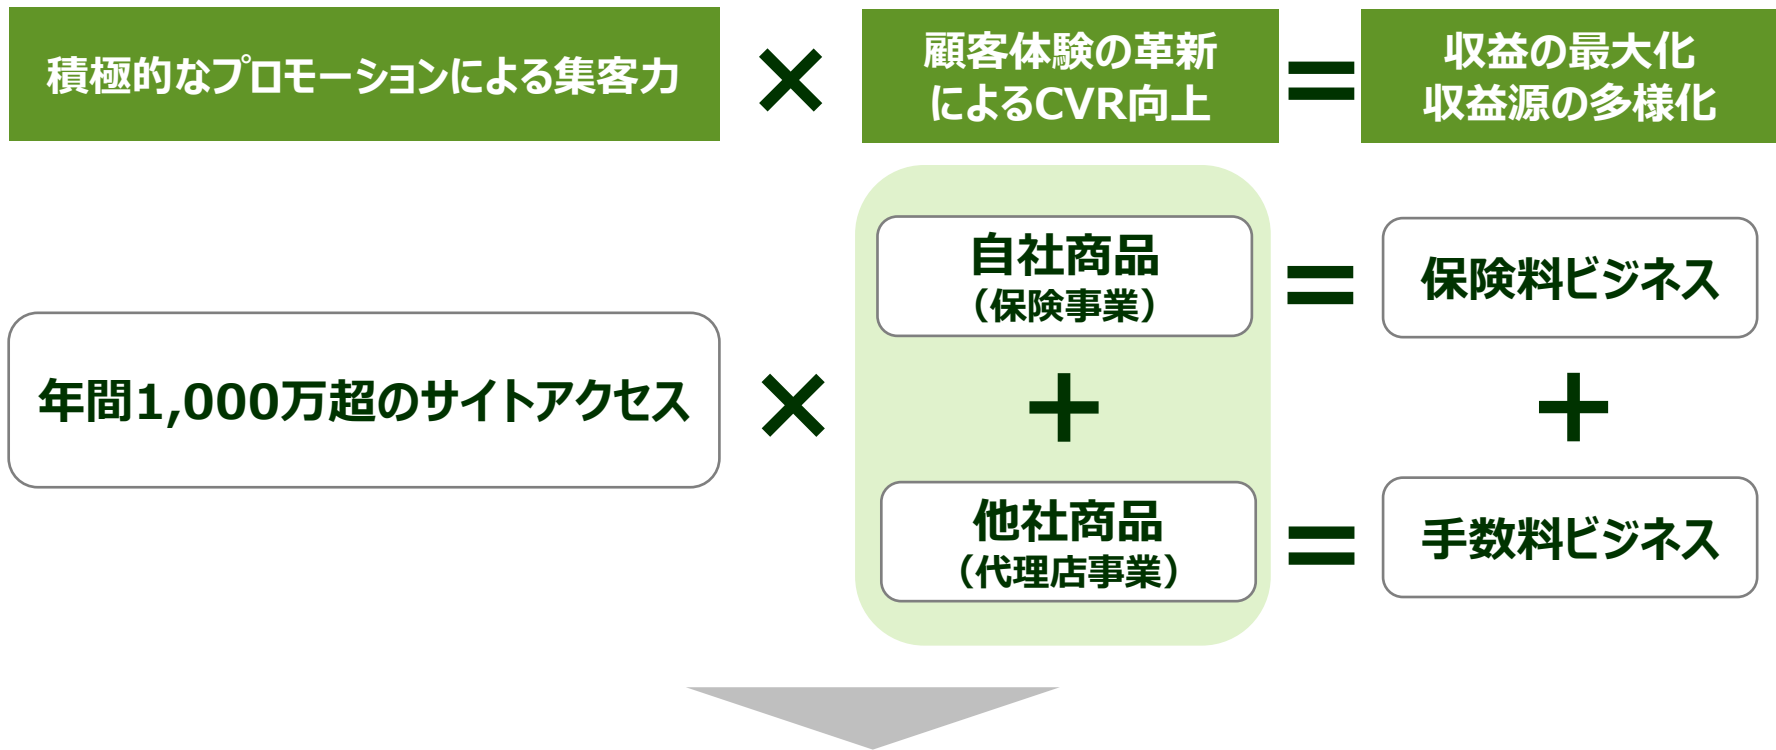 積極的なプロモーションによる集客力
×
顧客体験の革新
によるCVR向上
=
収益の最大化
収益源の多様化
年間1,000万超のサイトアクセス
×
自社商品
（保険事業）
=
保険料ビジネス
+
+
他社商品
（代理店事業）
=
手数料ビジネス